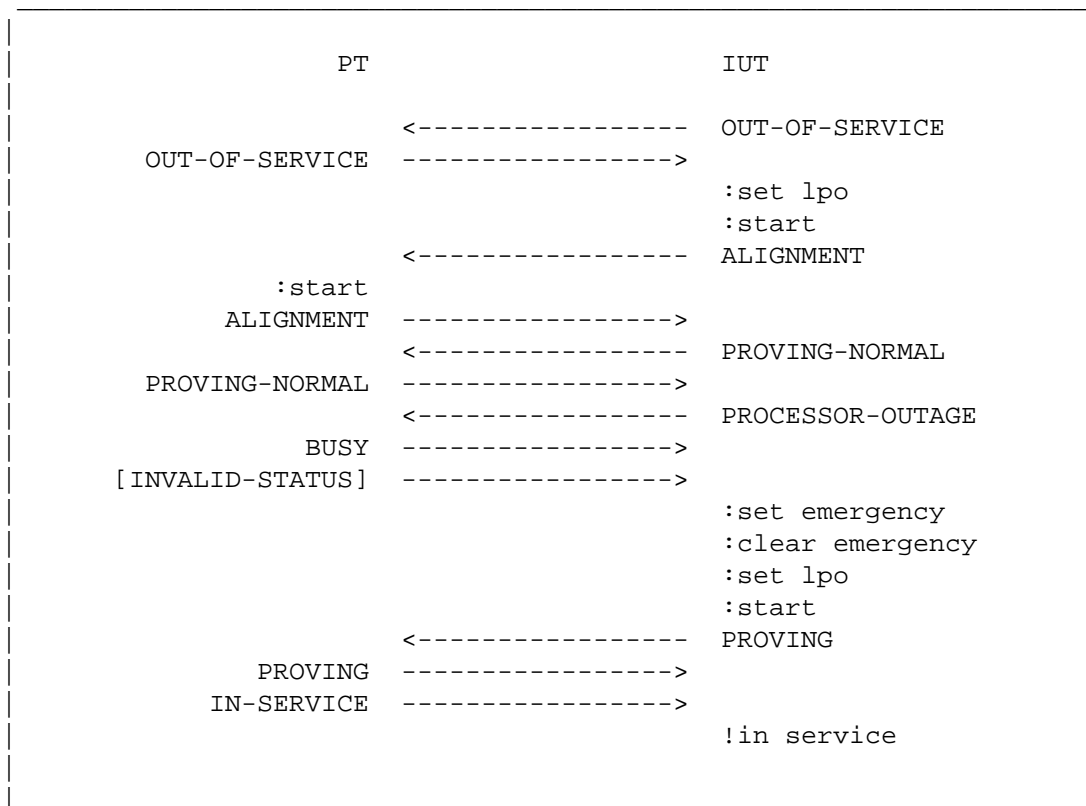 PT IUT
<----------------- OUT-OF-SERVICE
OUT-OF-SERVICE ----------------->
:set lpo
:start
<----------------- ALIGNMENT
:start
ALIGNMENT ----------------->
<----------------- PROVING-NORMAL
PROVING-NORMAL ----------------->
<----------------- PROCESSOR-OUTAGE
BUSY ----------------->
[INVALID-STATUS] ----------------->
:set emergency
:clear emergency
:set lpo
:start
<----------------- PROVING
PROVING ----------------->
IN-SERVICE ----------------->
!in service